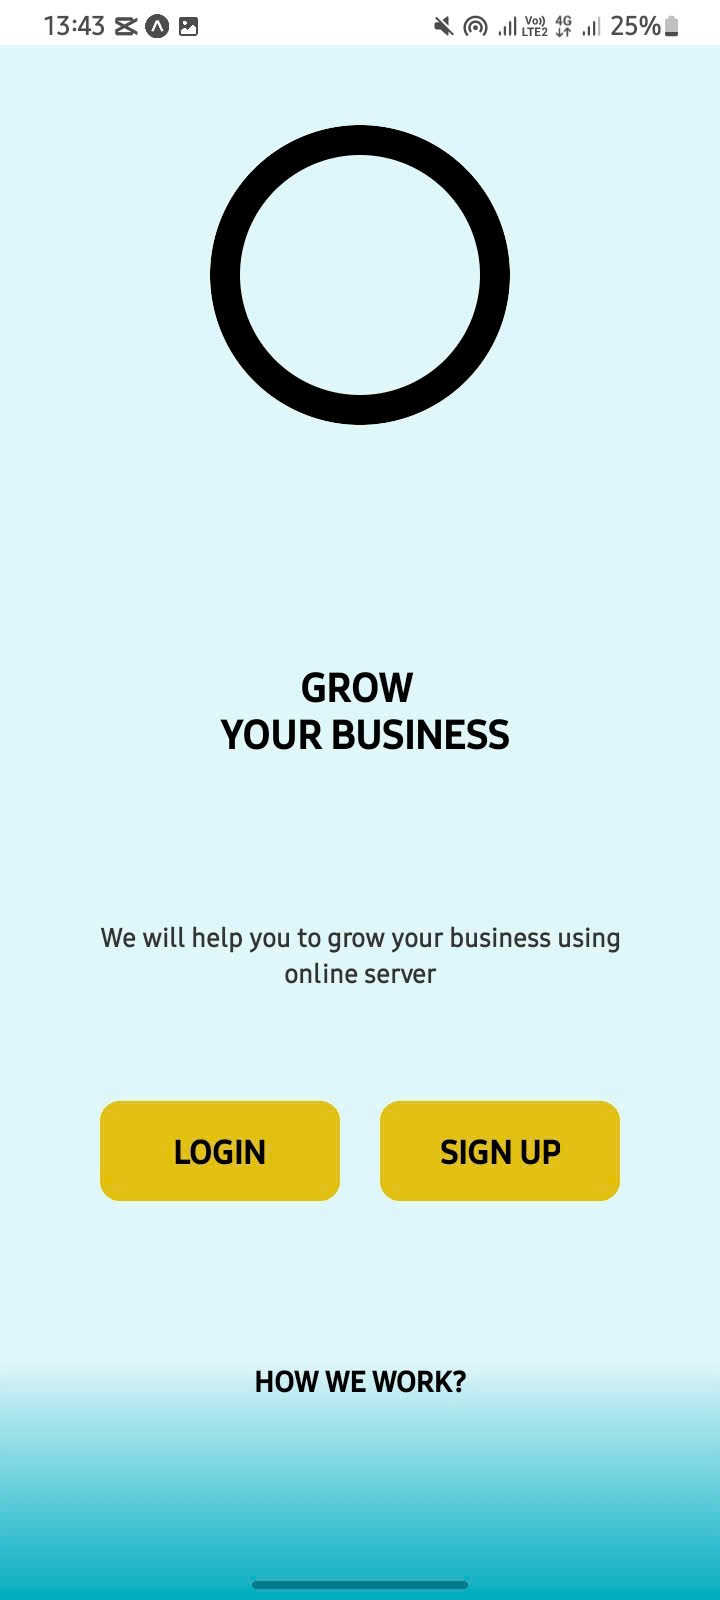 13:43 Vo)) LTE2 4G 25%
GROW
YOUR BUSINESS
We will help you to grow your business using
online server
LOGIN SIGN UP
HOW WE WORK?